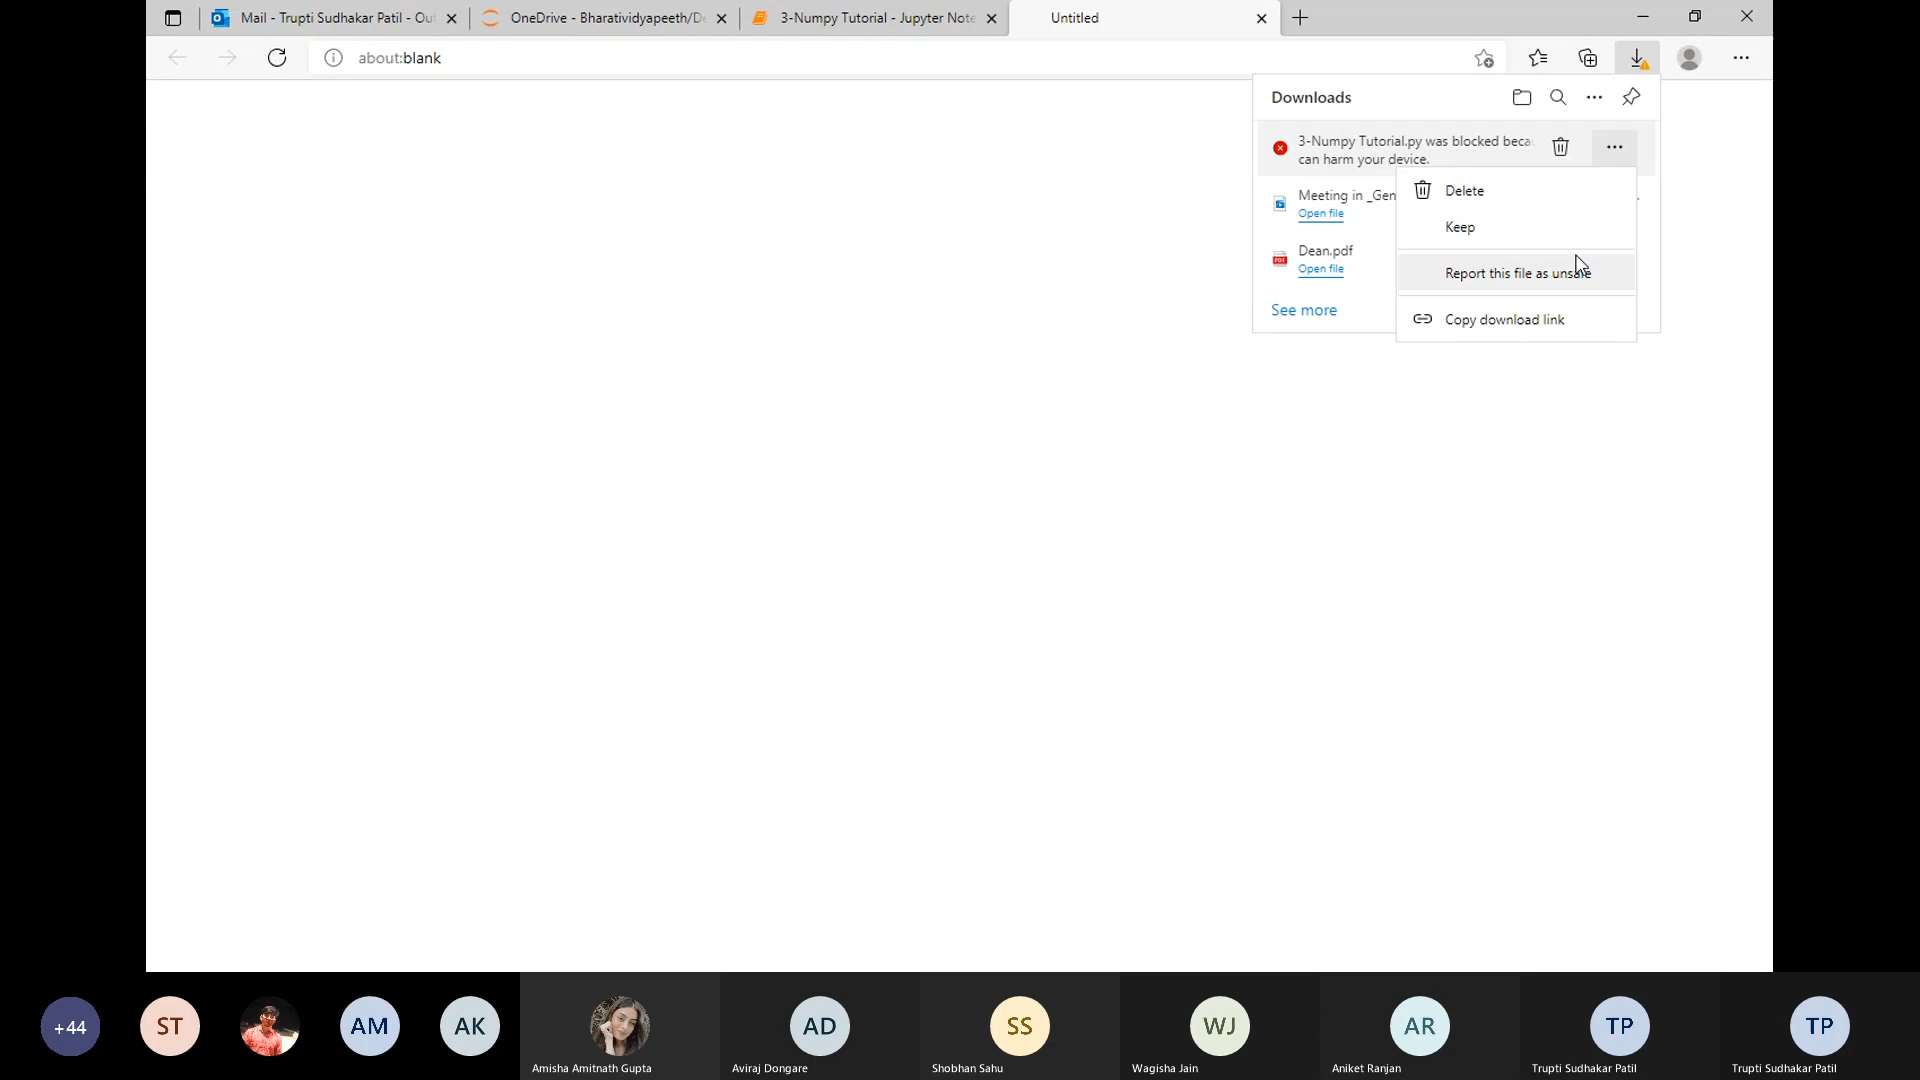 Mail - Trupti Sudhakar Patil - Ou
OneDrive - Bharatividyapeeth/De
3-Numpy Tutorial - Jupyter Note
Untitled
about:blank
Downloads
3-Numpy Tutorial.py was blocked beca
can harm your device.
Delete
Meeting in _Gen
Open file
Keep
Dean.pdf
Open file
Report this file as unsafe
See more
Copy download link
+44
ST
AM
AK
AD
SS
WJ
AR
TP
TP
Amisha Amitnath Gupta
Aviraj Dongare
Shobhan Sahu
Wagisha Jain
Aniket Ranjan
Trupti Sudhakar Patil
Trupti Sudhakar Patil